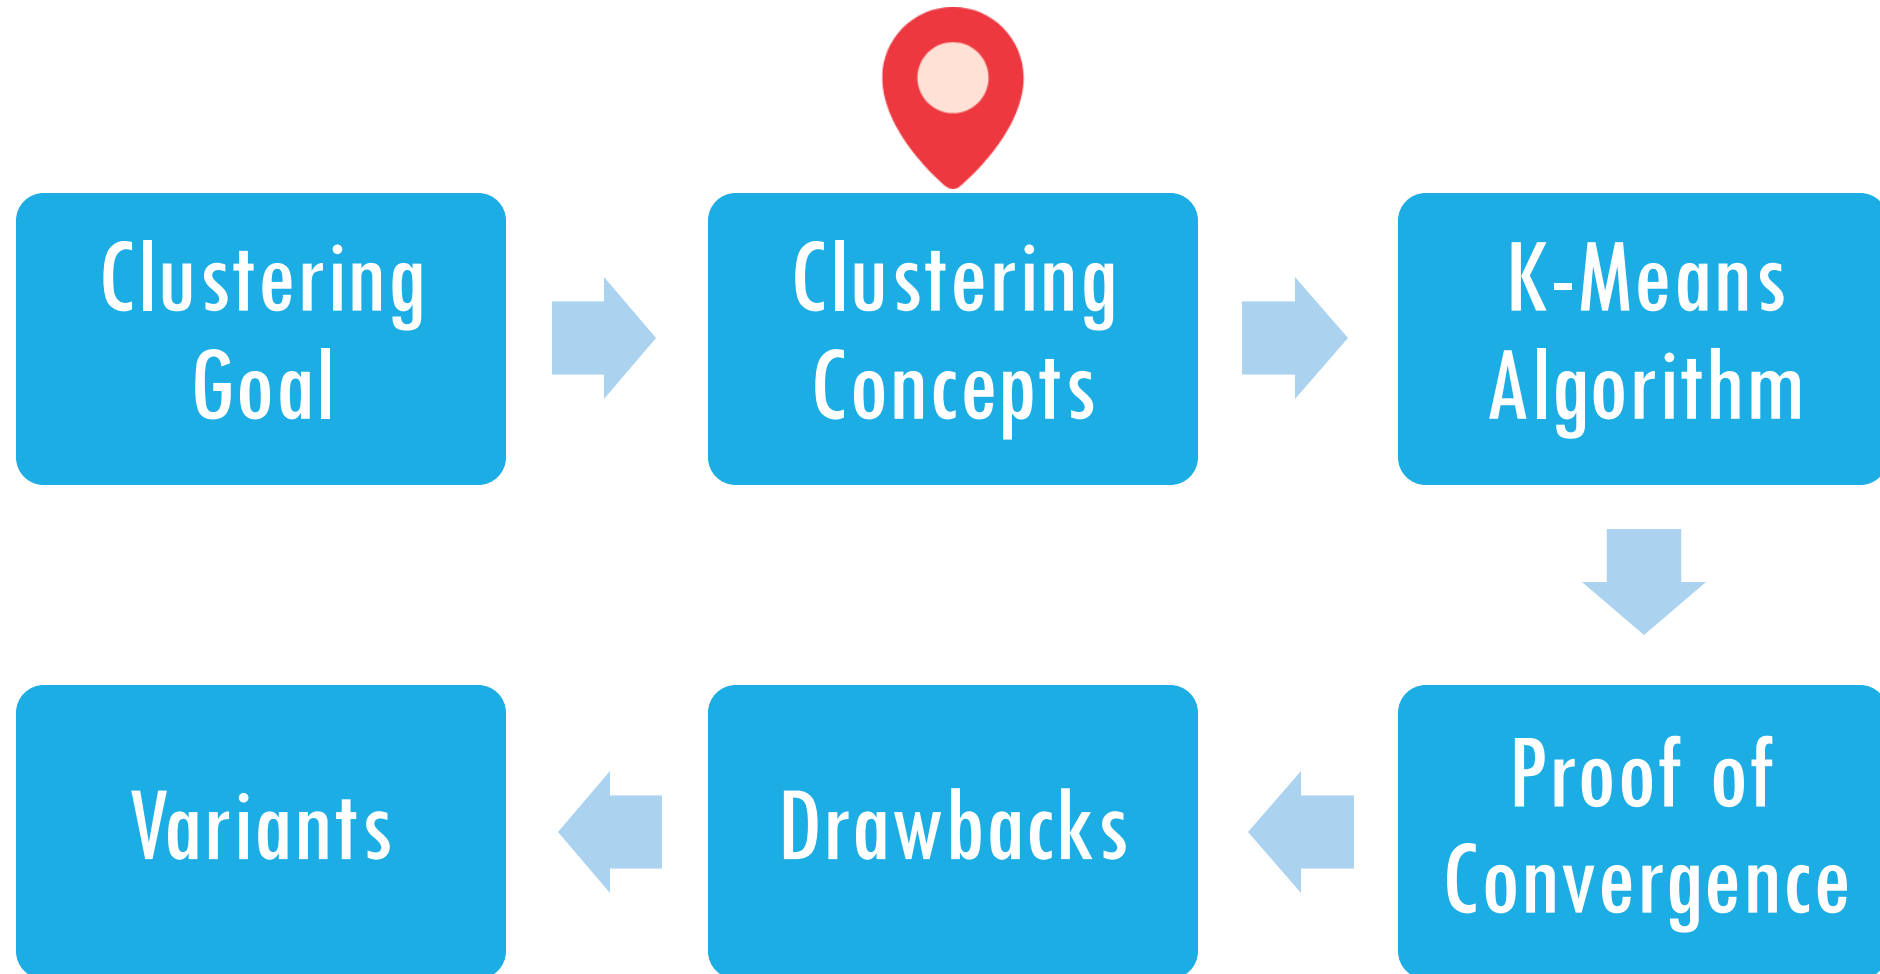 Clustering
Goal
Clustering
Concepts
K-Means
Algorithm
Proof of
Convergence
Drawbacks
Variants